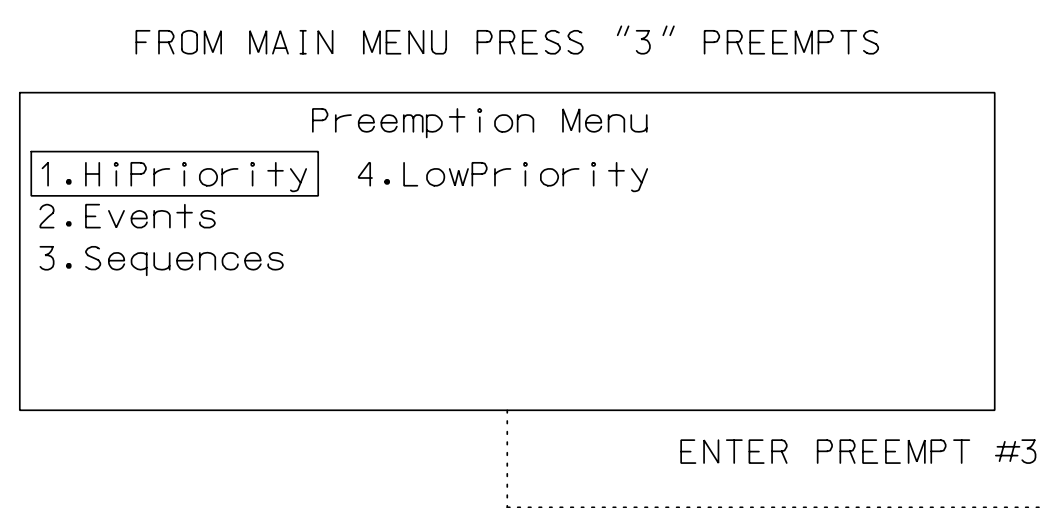 FROM MAIN MENU PRESS "3" PREEMPTS
Preemption Menu
1.HiPriority 4.LowPriority
2.Events
3.Sequences
ENTER PREEMPT #3